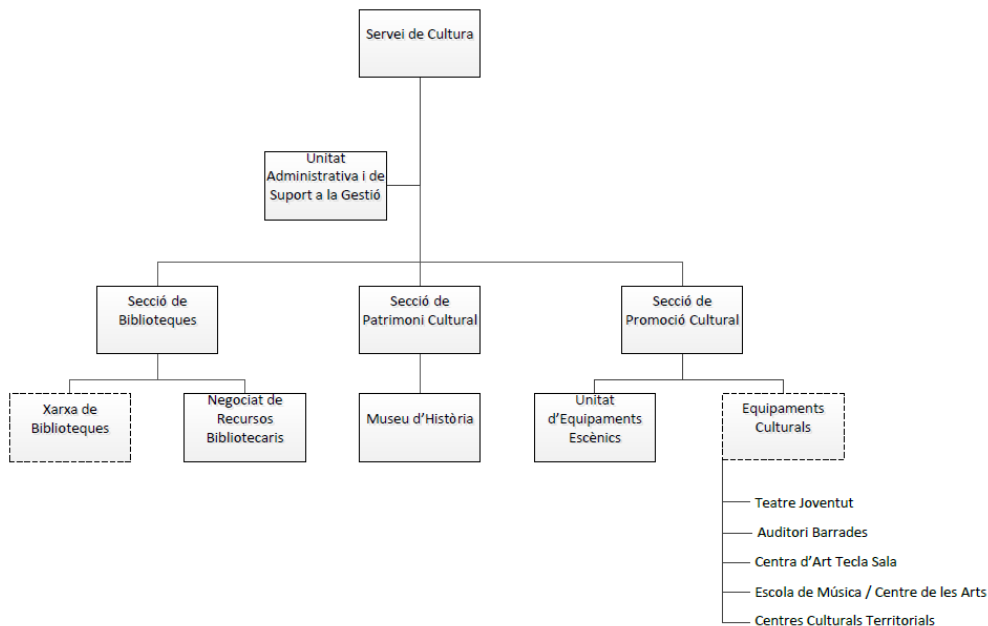 Servei de Cultura
Unitat
Administrativa i de
Suport a la Gestió
Secció de
Biblioteques
Secció de
Patrimoni Cultural
Secció de
Promoció Cultural
Xarxa de
Biblioteques
Negociat de
Recursos
Bibliotecaris
Museu d'Història
Unitat
d'Equipaments
Escènics
Equipaments
Culturals
Teatre Joventut
Auditori Barrades
Centra d'Art Tecla Sala
Escola de Música / Centre de les Arts
Centres Culturals Territorials